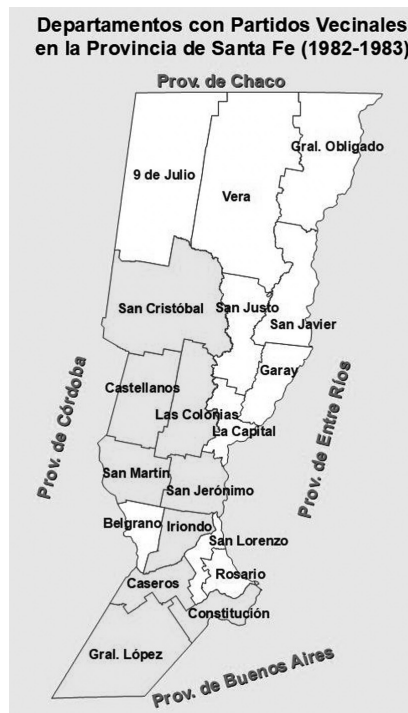 Departamentos con Partidos Vecinales
en la Provincia de Santa Fe (1982-1983)
Prov. de Chaco
Gral. Obligado
9 de Julio
Vera
San Cristóbal
San Justo
San Javier
Garay
Castellanos
Las Colonias
La Capital
Prov. de Córdoba
Prov. de Entre Ríos
San Martín
San Jerónimo
Belgrano
Iriondo
San Lorenzo
Rosario
Caseros
Constitución
Gral. López
Prov. de Buenos Aires